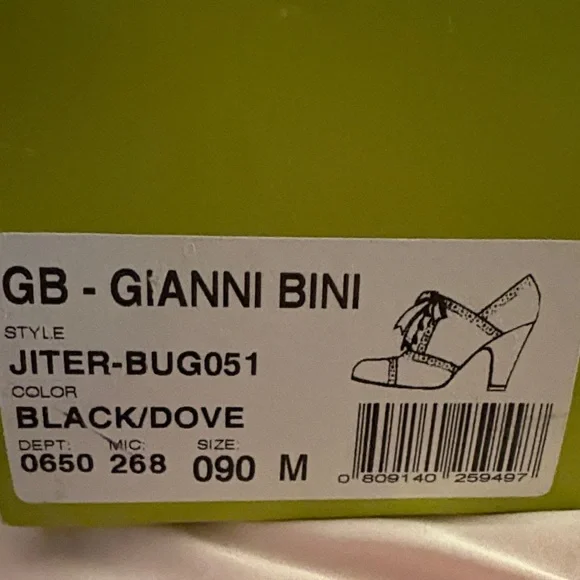 GB - GIANNI BINI
STYLE
JITER-BUG051
COLOR
BLACK/DOVE
DEPT: MIC: SIZE:
0650 268 090 M
0 809140 259497